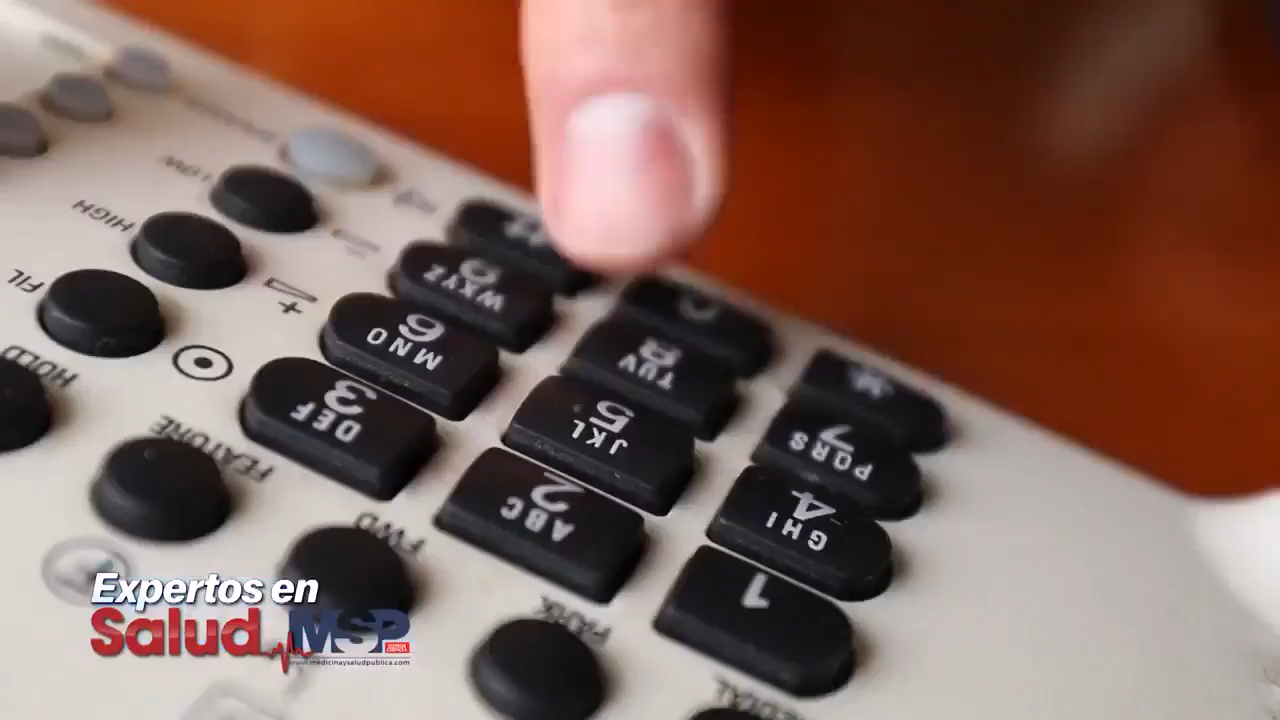 LOW
HIGH
FIL
HOLD
FEATURE
FWD
WXYZ
MNO 6
DEF 3
TUV 8
JKL 5
ABC 2
PQRS 7
GHI 4
1
Expertos en
Salud MSP
www.medicinaysaludpublica.com